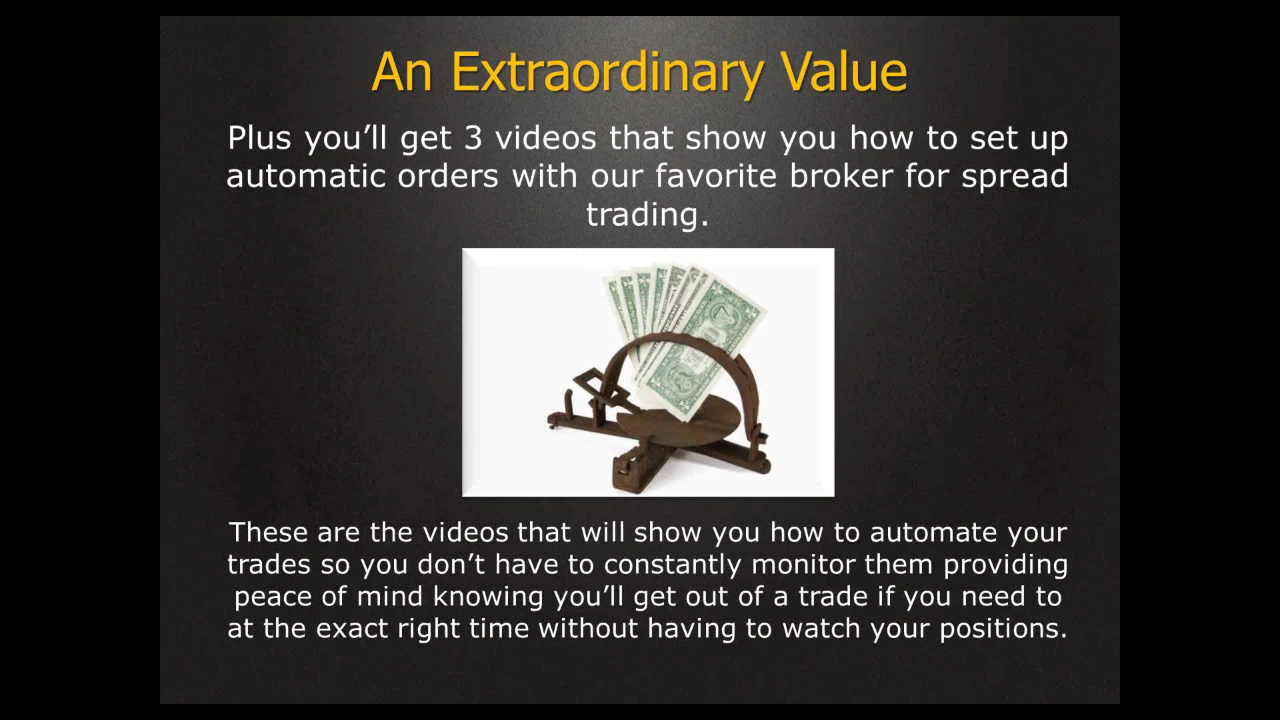 An Extraordinary Value
Plus you’ll get 3 videos that show you how to set up
automatic orders with our favorite broker for spread
trading.
These are the videos that will show you how to automate your
trades so you don’t have to constantly monitor them providing
peace of mind knowing you’ll get out of a trade if you need to
at the exact right time without having to watch your positions.